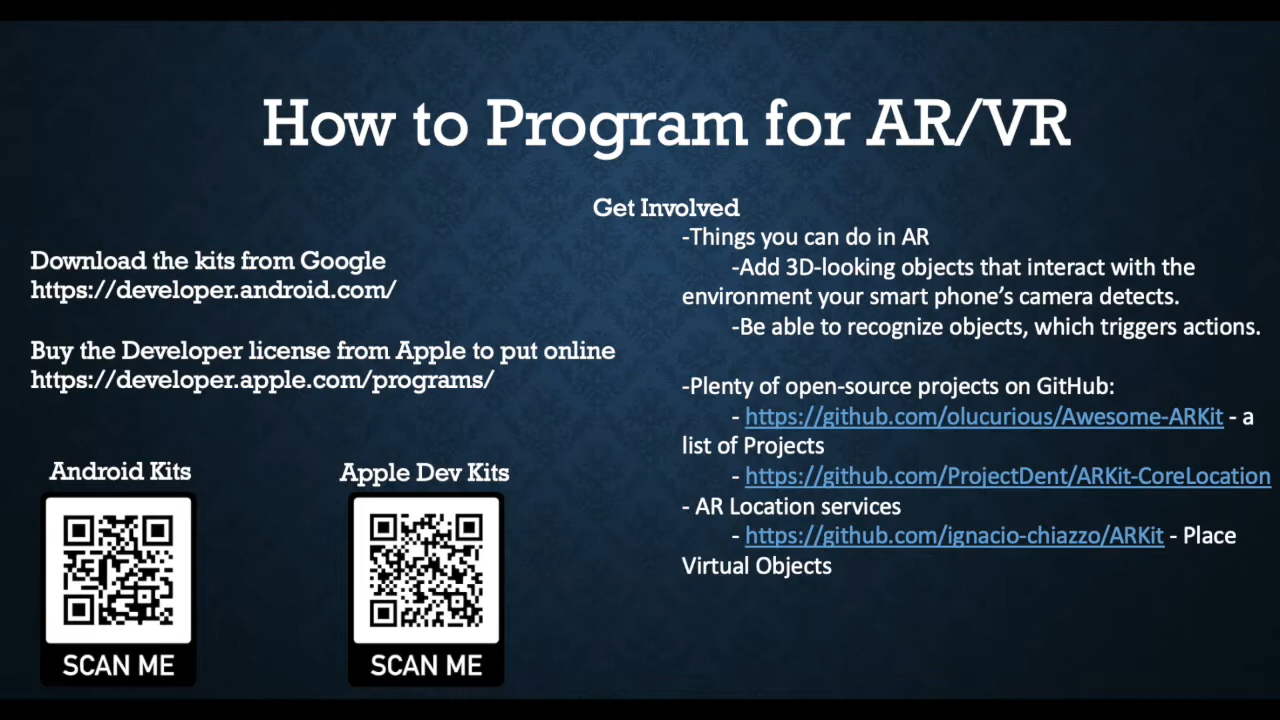 How to Program for AR/VR
Download the kits from Google
https://developer.android.com/
Buy the Developer license from Apple to put online
https://developer.apple.com/programs/
Android Kits
SCAN ME
Apple Dev Kits
SCAN ME
Get Involved
-Things you can do in AR
-Add 3D-looking objects that interact with the
environment your smart phone’s camera detects.
-Be able to recognize objects, which triggers actions.
-Plenty of open-source projects on GitHub:
- https://github.com/olucurious/Awesome-ARKit - a
list of Projects
- https://github.com/ProjectDent/ARKit-CoreLocation
- AR Location services
- https://github.com/ignacio-chiazzo/ARKit - Place
Virtual Objects